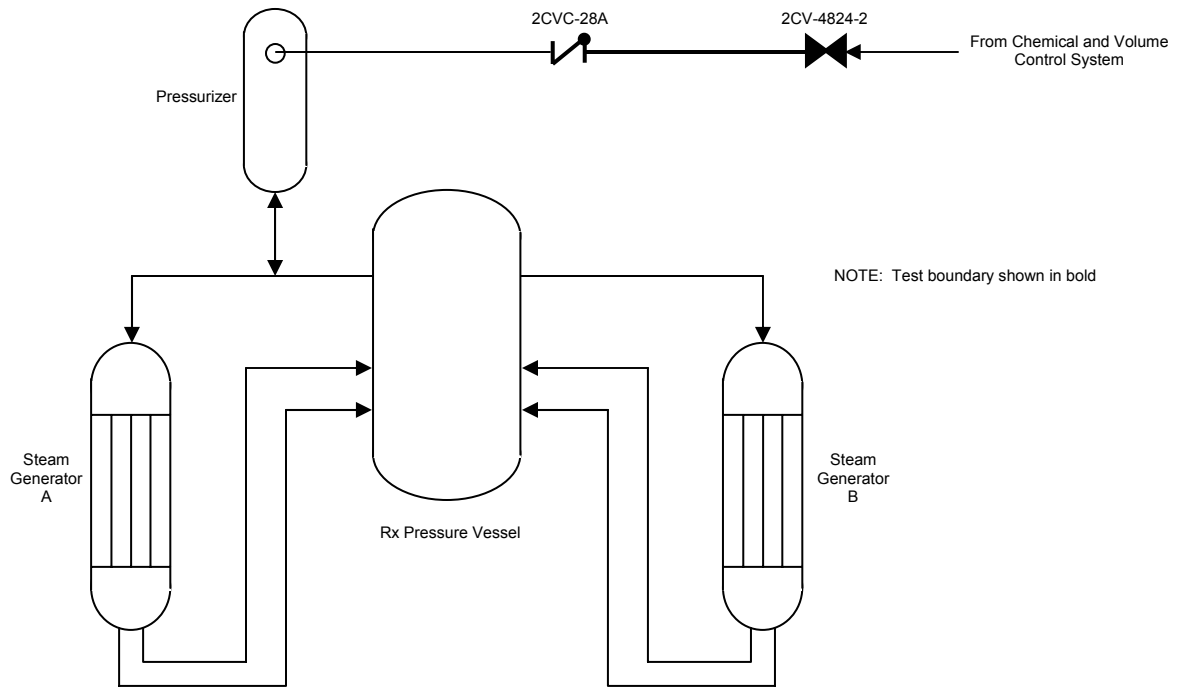 2CVC-28A
2CV-4824-2
From Chemical and Volume
Control System
Pressurizer
NOTE: Test boundary shown in bold
Steam
Generator
A
Steam
Generator
B
Rx Pressure Vessel